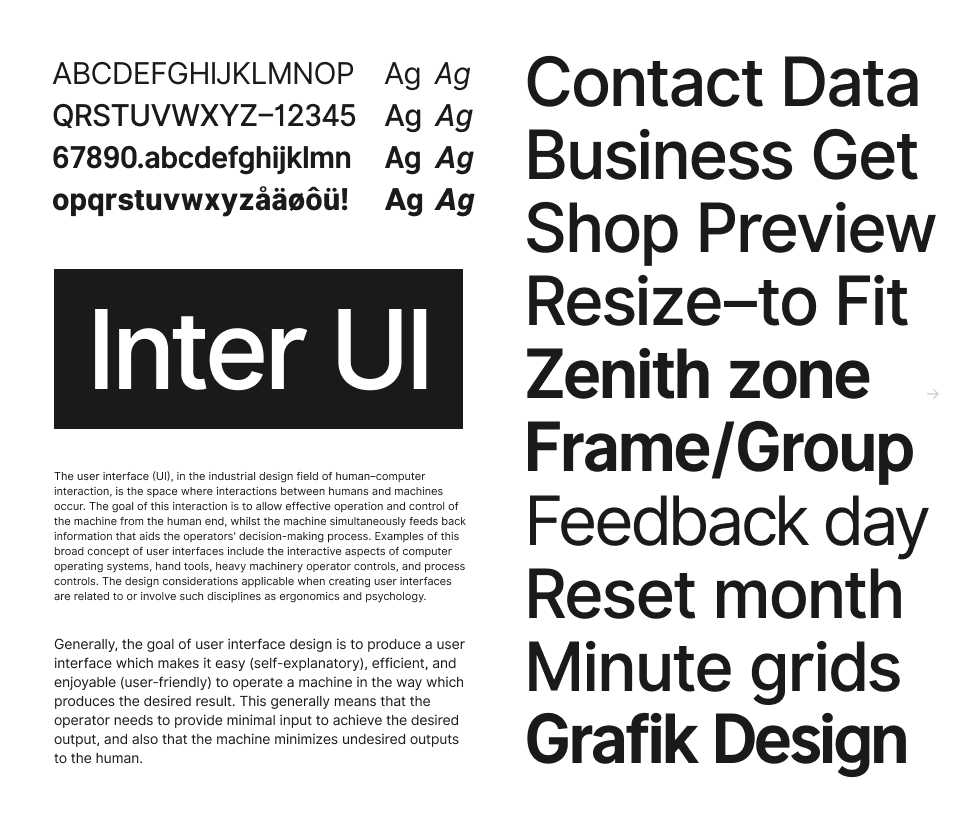 ABCDEFGHIJKLMNOP Ag Ag
QRSTUVWXYZ–12345 Ag Ag
67890.abcdefghijklmn Ag Ag
opqrstuvwxyzåäøôü! Ag Ag
Inter UI
The user interface (UI), in the industrial design field of human–computer
interaction, is the space where interactions between humans and machines
occur. The goal of this interaction is to allow effective operation and control of
the machine from the human end, whilst the machine simultaneously feeds back
information that aids the operators' decision-making process. Examples of this
broad concept of user interfaces include the interactive aspects of computer
operating systems, hand tools, heavy machinery operator controls, and process
controls. The design considerations applicable when creating user interfaces
are related to or involve such disciplines as ergonomics and psychology.
Generally, the goal of user interface design is to produce a user
interface which makes it easy (self-explanatory), efficient, and
enjoyable (user-friendly) to operate a machine in the way which
produces the desired result. This generally means that the
operator needs to provide minimal input to achieve the desired
output, and also that the machine minimizes undesired outputs
to the human.
Contact Data
Business Get
Shop Preview
Resize–to Fit
Zenith zone
→
Frame/Group
Feedback day
Reset month
Minute grids
Grafik Design